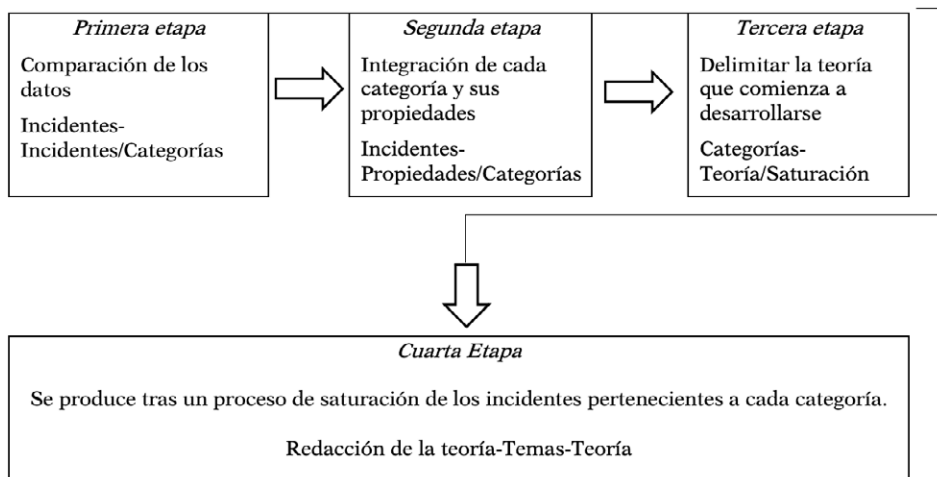 Primera etapa
Comparación de los
datos
Incidentes-
Incidentes/Categorías
Segunda etapa
Integración de cada
categoría y sus
propiedades
Incidentes-
Propiedades/Categorías
Tercera etapa
Delimitar la teoría
que comienza a
desarrollarse
Categorías-
Teoría/Saturación
Cuarta Etapa
Se produce tras un proceso de saturación de los incidentes pertenecientes a cada categoría.
Redacción de la teoría-Temas-Teoría